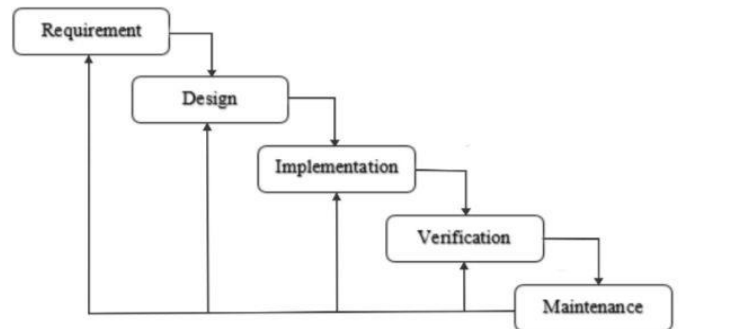 Requirement
Design
Implementation
Verification
Maintenance